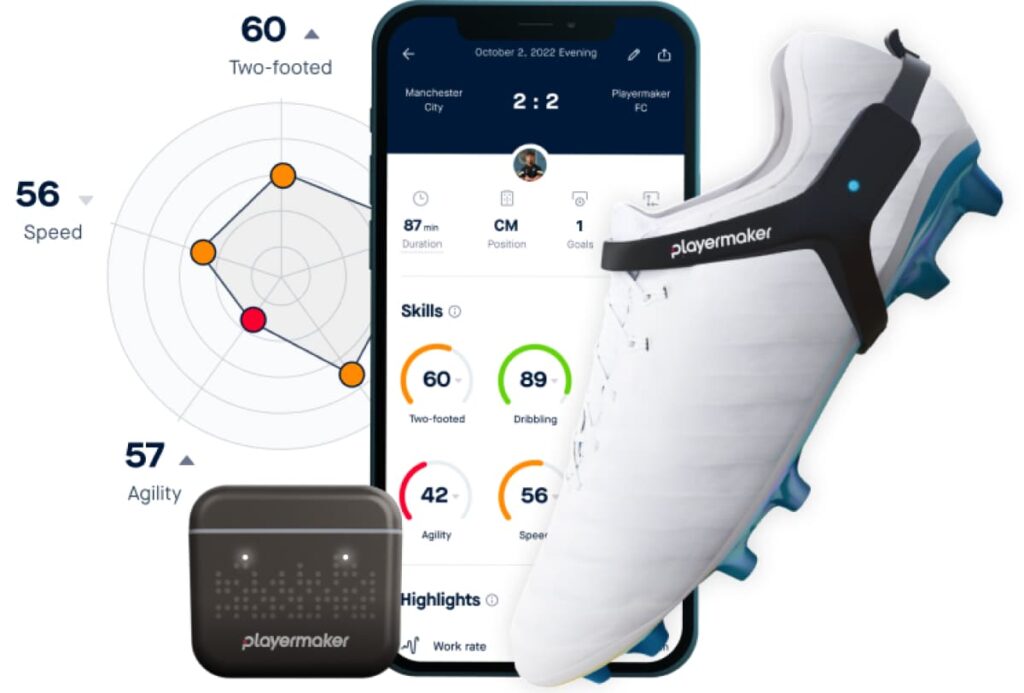 60
Two-footed
56
Speed
57
Agility
October 2, 2022 Evening
Manchester
City
2 : 2
Playermaker
FC
87 min
Duration
CM
Position
1
Goals
Skills
60
Two-footed
89
Dribbling
42
Agility
56
Highlights
Work rate
playermaker
playermaker